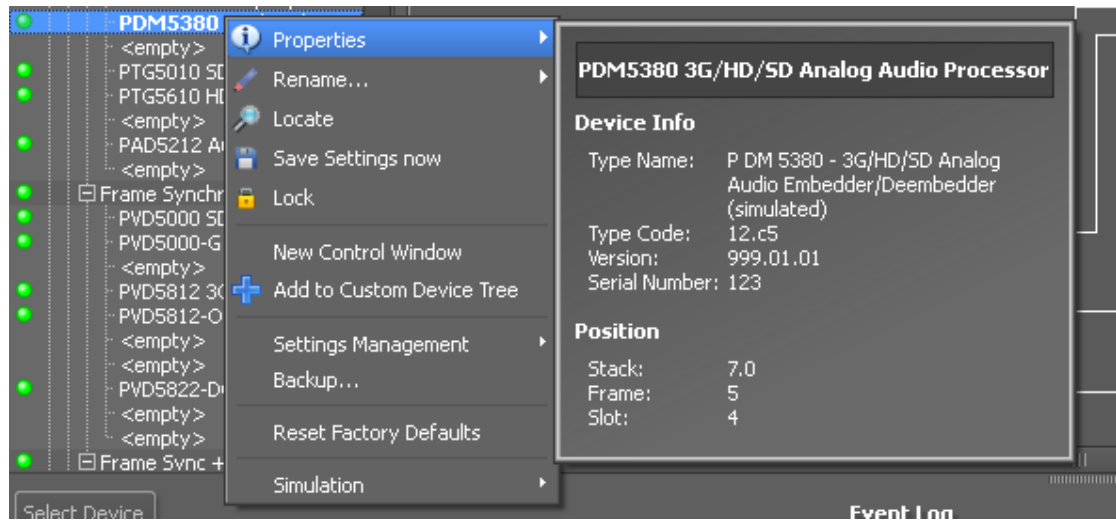 PDM5380
<empty>
PTG5010 SD
PTG5610 HD
<empty>
PAD5212 Au
<empty>
Frame Synchr
PVD5000 SD
PVD5000-G
<empty>
PVD5812 3G
PVD5812-O
<empty>
<empty>
PVD5822-D
<empty>
<empty>
Frame Sync +
Select Device
Properties
Rename...
Locate
Save Settings now
Lock
New Control Window
Add to Custom Device Tree
Settings Management
Backup...
Reset Factory Defaults
Simulation
PDM5380 3G/HD/SD Analog Audio Processor
Device Info
Type Name: P DM 5380 - 3G/HD/SD Analog
Audio Embedder/Deembedder
(simulated)
Type Code: 12.c5
Version: 999.01.01
Serial Number: 123
Position
Stack: 7.0
Frame: 5
Slot: 4
Event Log